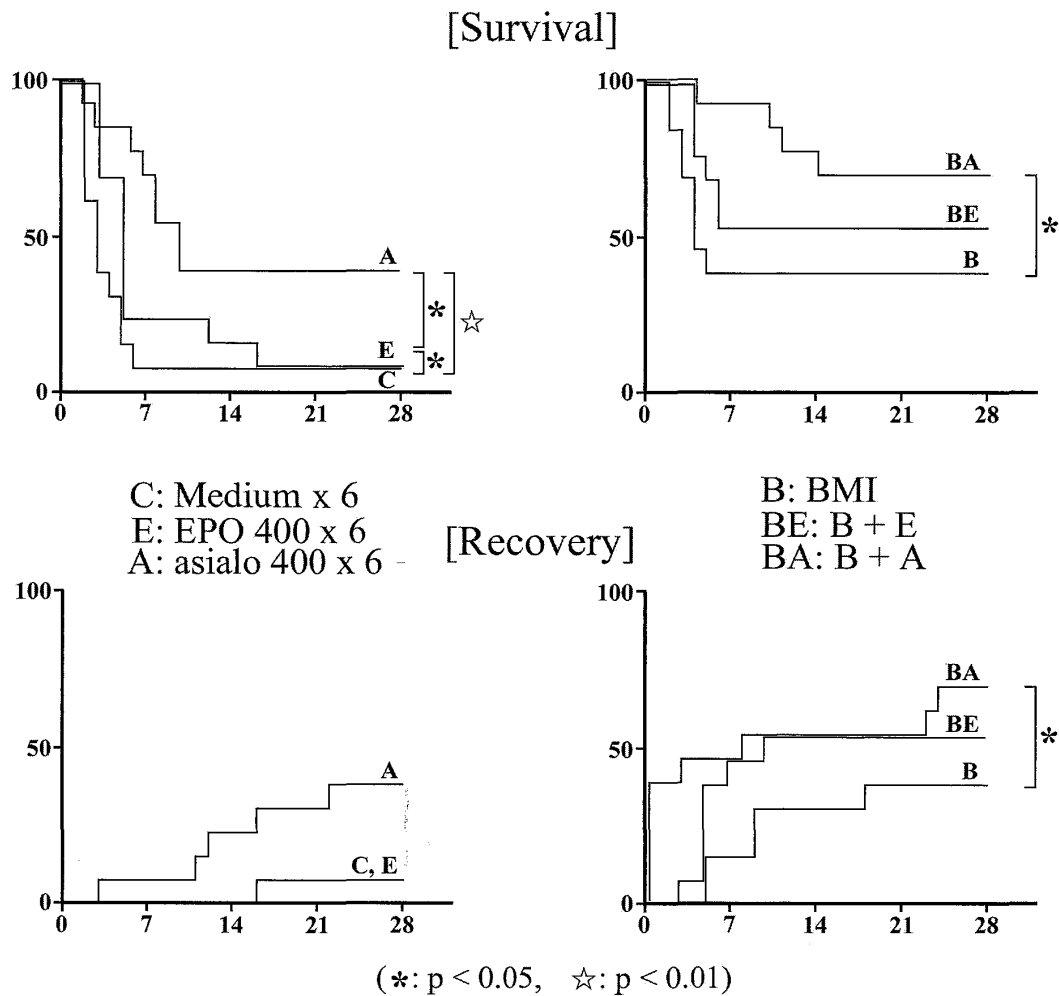 [Survival]
100
50
0
0 7 14 21 28
A
*
☆
E
*
C
100
50
0
0 7 14 21 28
BA
BE
B
*
C: Medium x 6
E: EPO 400 x 6
A: asialo 400 x 6
B: BMI
BE: B + E
BA: B + A
[Recovery]
100
50
0
0 7 14 21 28
A
C, E
100
50
0
0 7 14 21 28
BA
BE
B
*
(*: p < 0.05, ☆: p < 0.01)